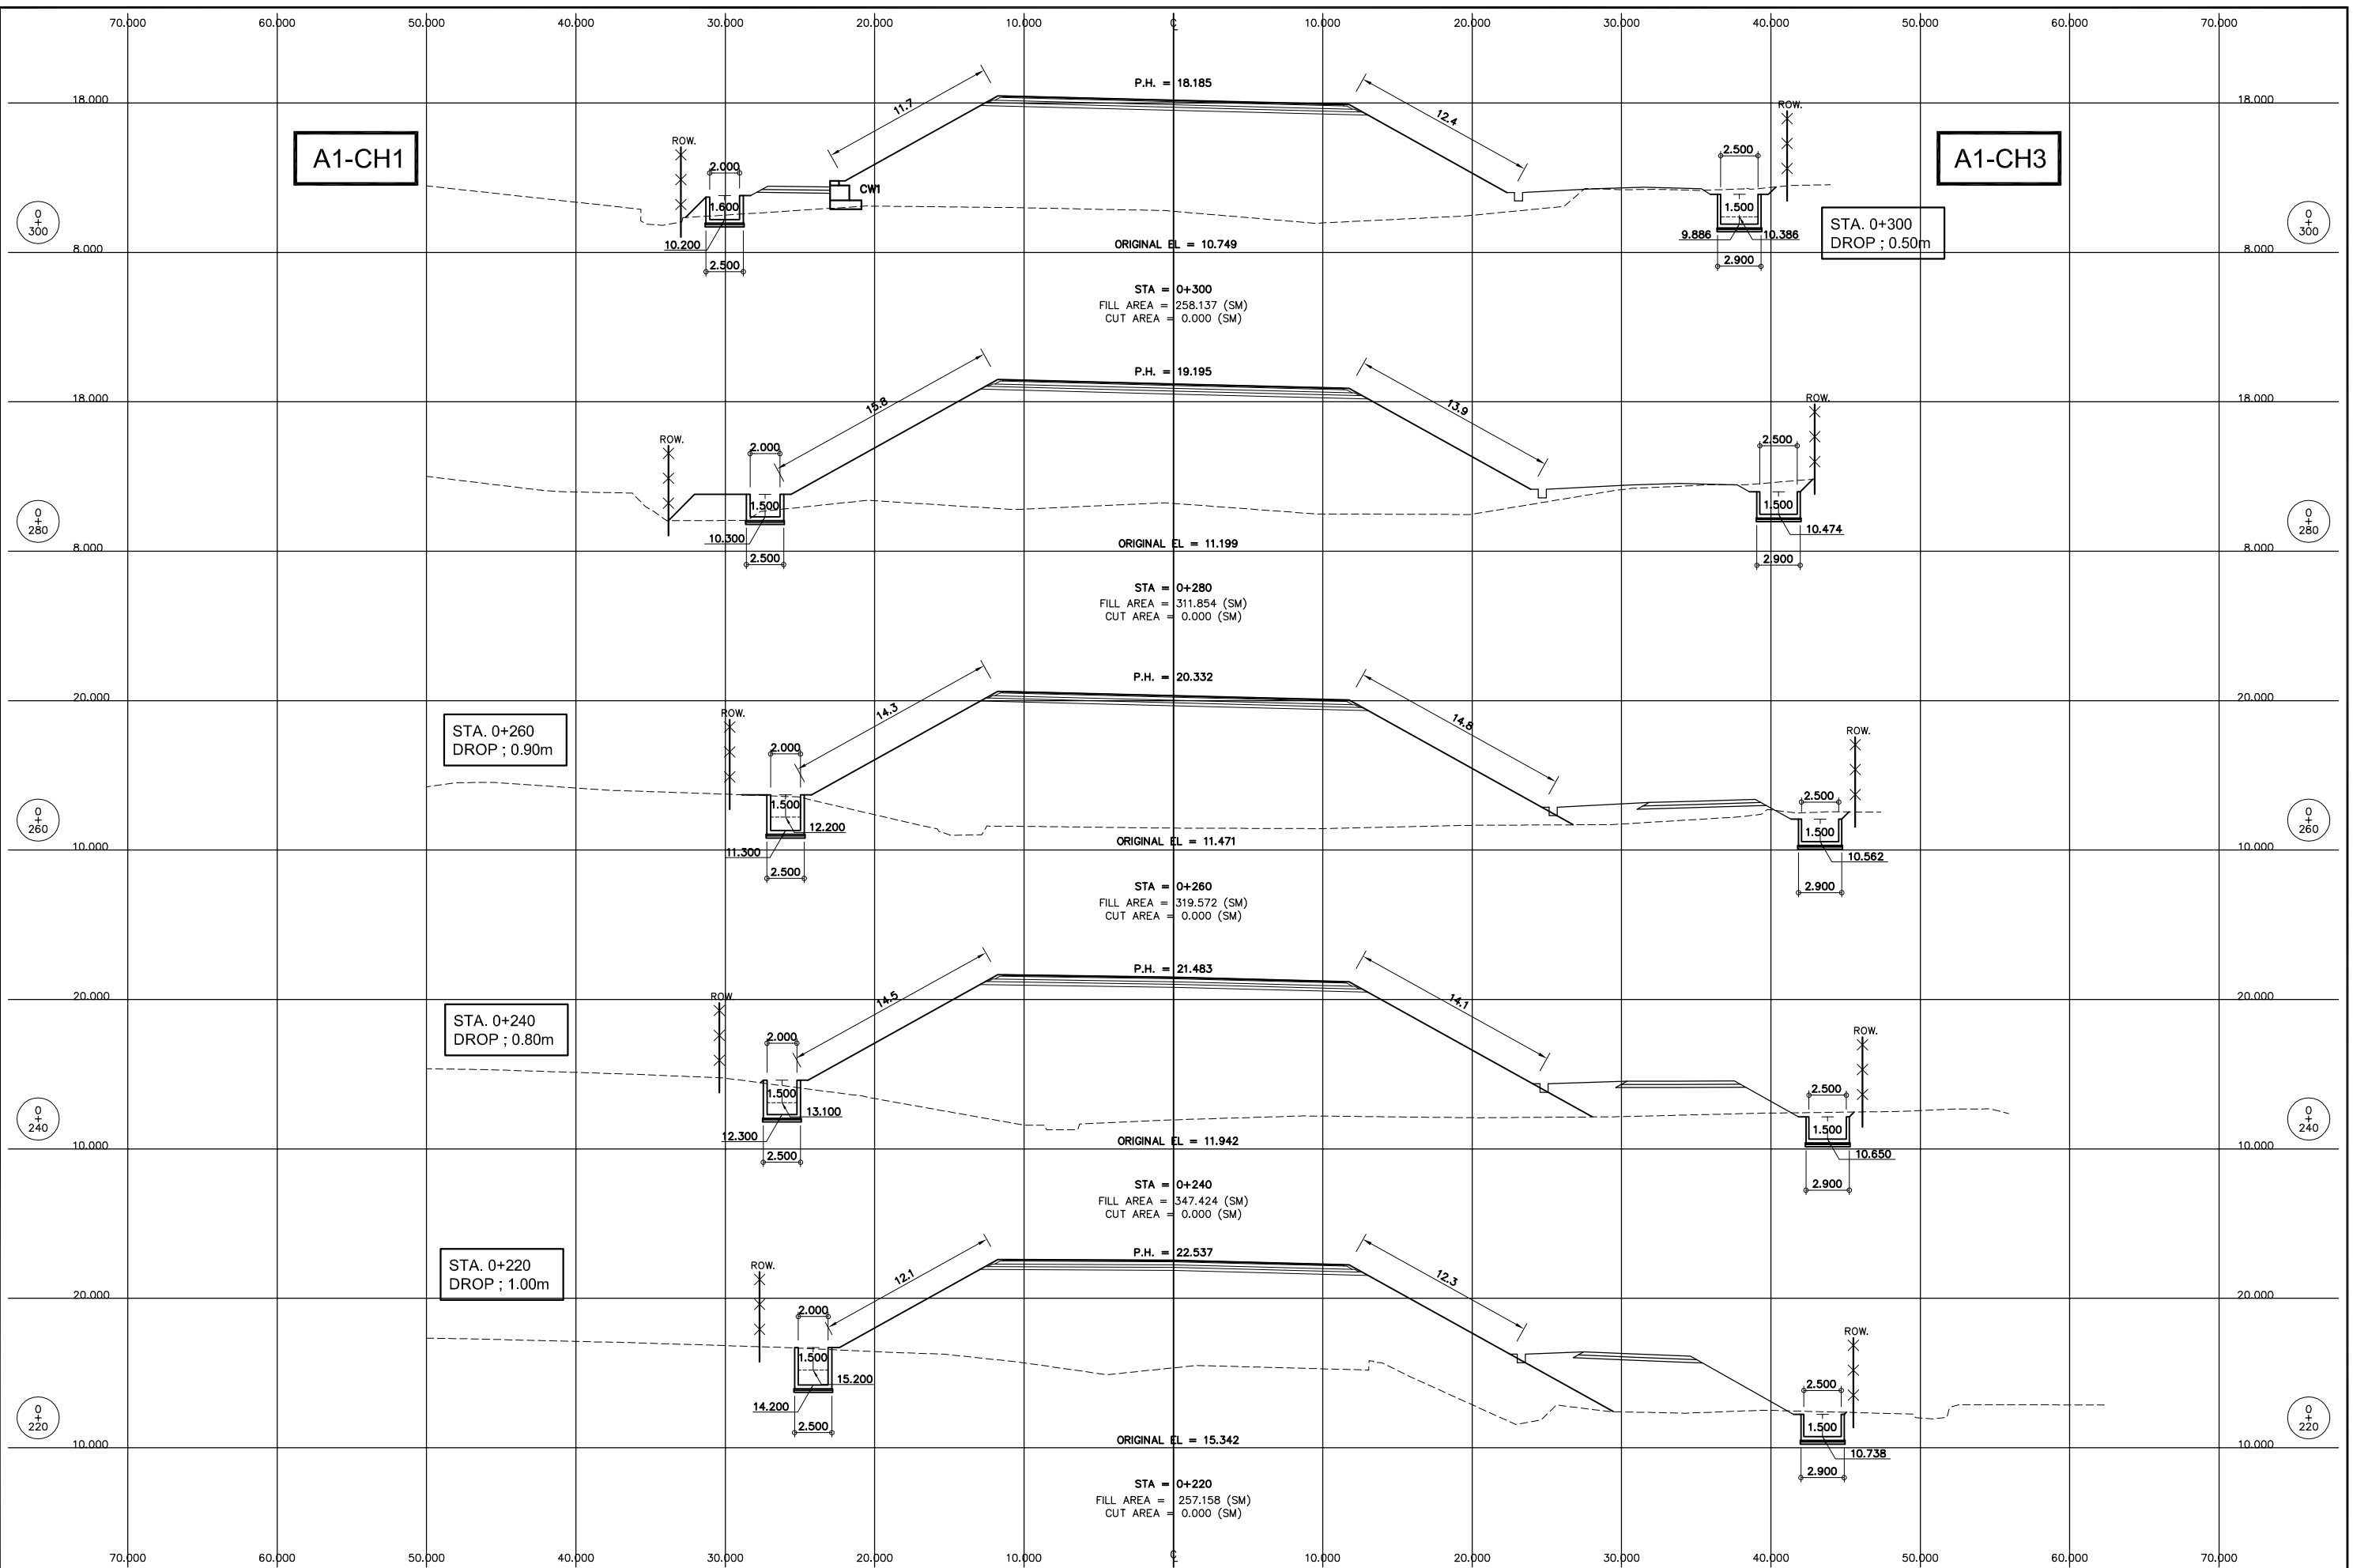 70.000 60.000 50.000 40.000 30.000 20.000 10.000 ℄ 10.000 20.000 30.000 40.000 50.000 60.000 70.000
P.H. = 18.185
18.000 18.000
11.7 12.4
ROW. ROW.
A1-CH1
A1-CH3
2.000 2.500
CW1
1.600 1.500
0
+
300
STA. 0+300
DROP ; 0.50m
0
+
300
10.200 9.886 10.386
8.000 ORIGINAL EL = 10.749 8.000
2.500 2.900
STA = 0+300
FILL AREA = 258.137 (SM)
CUT AREA = 0.000 (SM)
P.H. = 19.195
18.000 18.000
15.8 13.9
ROW. ROW.
2.000 2.500
1.500 1.500
0
+
280
0
+
280
10.300 10.474
8.000 ORIGINAL EL = 11.199 8.000
2.500 2.900
STA = 0+280
FILL AREA = 311.854 (SM)
CUT AREA = 0.000 (SM)
P.H. = 20.332
20.000 20.000
14.3 14.8
ROW. ROW.
STA. 0+260
DROP ; 0.90m
2.000 2.500
1.500 1.500
0
+
260
0
+
260
12.200
11.300 10.562
10.000 ORIGINAL EL = 11.471 10.000
2.500 2.900
STA = 0+260
FILL AREA = 319.572 (SM)
CUT AREA = 0.000 (SM)
P.H. = 21.483
20.000 20.000
14.5 14.1
ROW. ROW.
STA. 0+240
DROP ; 0.80m
2.000 2.500
1.500 1.500
0
+
240
0
+
240
13.100
12.300 10.650
10.000 ORIGINAL EL = 11.942 10.000
2.500 2.900
STA = 0+240
FILL AREA = 347.424 (SM)
CUT AREA = 0.000 (SM)
P.H. = 22.537
STA. 0+220
DROP ; 1.00m
ROW. ROW.
12.1 12.3
20.000 20.000
2.000 2.500
1.500 1.500
15.200
14.200 10.738
0
+
220
0
+
220
10.000 ORIGINAL EL = 15.342 10.000
2.500 2.900
STA = 0+220
FILL AREA = 257.158 (SM)
CUT AREA = 0.000 (SM)
70.000 60.000 50.000 40.000 30.000 20.000 10.000 ℄ 10.000 20.000 30.000 40.000 50.000 60.000 70.000